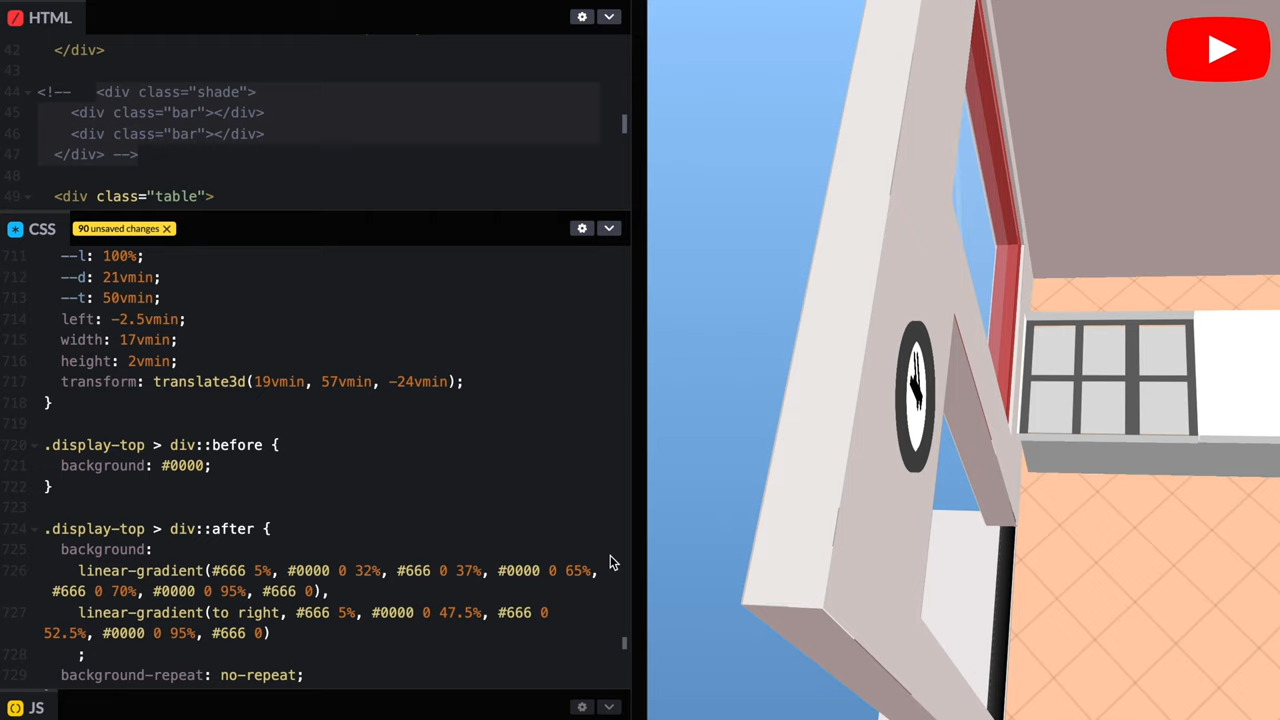 HTML
42 </div>
43
44 <!-- <div class="shade">
45 <div class="bar"></div>
46 <div class="bar"></div>
47 </div> -->
48
49 <div class="table">
CSS
90 unsaved changes ×
711 --l: 100%;
712 --d: 21vmin;
713 --t: 50vmin;
714 left: -2.5vmin;
715 width: 17vmin;
716 height: 2vmin;
717 transform: translate3d(19vmin, 57vmin, -24vmin);
718 }
719
720 .display-top > div::before {
721 background: #0000;
722 }
723
724 .display-top > div::after {
725 background:
726 linear-gradient(#666 5%, #0000 0 32%, #666 0 37%, #0000 0 65%,
#666 0 70%, #0000 0 95%, #666 0),
727 linear-gradient(to right, #666 5%, #0000 0 47.5%, #666 0
52.5%, #0000 0 95%, #666 0)
728 ;
729 background-repeat: no-repeat;
JS